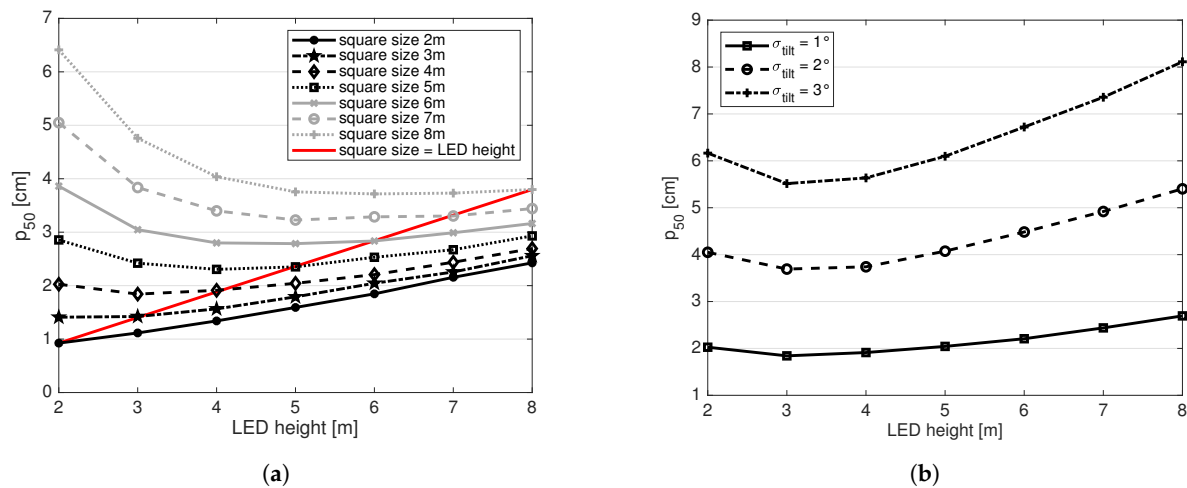 7
6
5
4
3
2
1
0
p50 [cm]
square size 2m
square size 3m
square size 4m
square size 5m
square size 6m
square size 7m
square size 8m
square size = LED height
2 3 4 5 6 7 8
LED height [m]
(a)
9
8
7
6
5
4
3
2
1
p50 [cm]
σtilt = 1°
σtilt = 2°
σtilt = 3°
2 3 4 5 6 7 8
LED height [m]
(b)